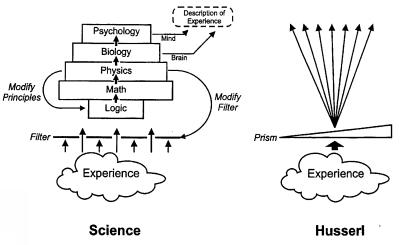 Description of
Experience
Psychology
Mind
Biology
Brain
Physics
Modify
Principles
Math
Modify
Filter
Logic
Filter
Experience
Science
Prism
Experience
Husserl